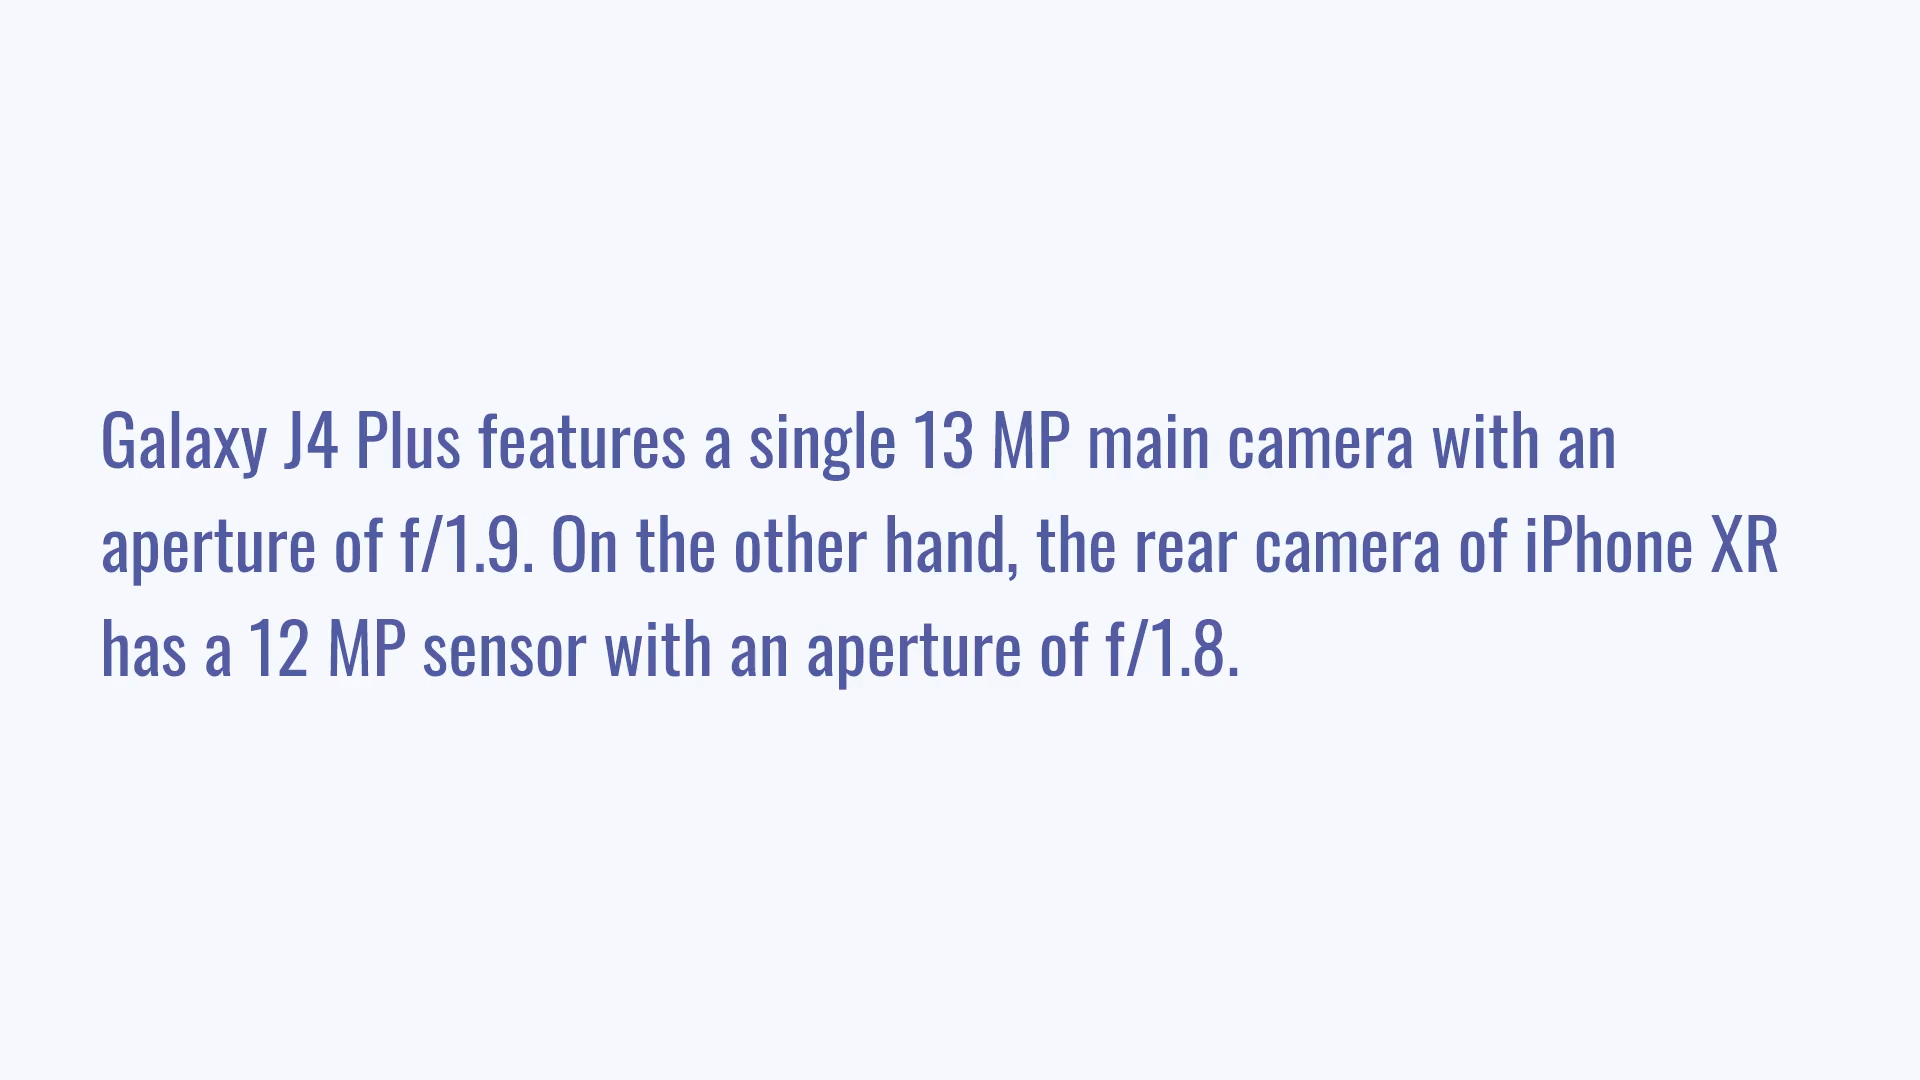 Galaxy J4 Plus features a single 13 MP main camera with an
aperture of f/1.9. On the other hand, the rear camera of iPhone XR
has a 12 MP sensor with an aperture of f/1.8.